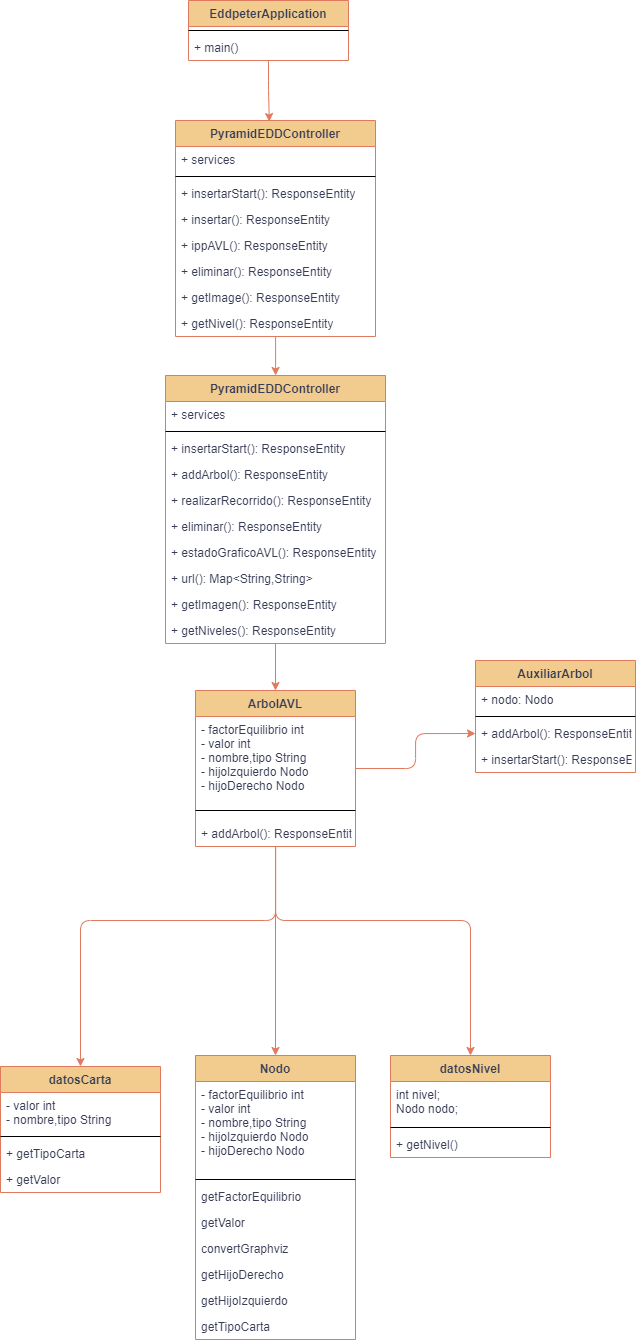 EddpeterApplication
+ main()
PyramidEDDController
+ services
+ insertarStart(): ResponseEntity
+ insertar(): ResponseEntity
+ ippAVL(): ResponseEntity
+ eliminar(): ResponseEntity
+ getImage(): ResponseEntity
+ getNivel(): ResponseEntity
PyramidEDDController
+ services
+ insertarStart(): ResponseEntity
+ addArbol(): ResponseEntity
+ realizarRecorrido(): ResponseEntity
+ eliminar(): ResponseEntity
+ estadoGraficoAVL(): ResponseEntity
+ url(): Map<String,String>
+ getImagen(): ResponseEntity
+ getNiveles(): ResponseEntity
ArbolAVL
- factorEquilibrio int
- valor int
- nombre,tipo String
- hijoIzquierdo Nodo
- hijoDerecho Nodo
+ addArbol(): ResponseEntit
AuxiliarArbol
+ nodo: Nodo
+ addArbol(): ResponseEntit
+ insertarStart(): ResponseE
datosCarta
- valor int
- nombre,tipo String
+ getTipoCarta
+ getValor
Nodo
- factorEquilibrio int
- valor int
- nombre,tipo String
- hijoIzquierdo Nodo
- hijoDerecho Nodo
getFactorEquilibrio
getValor
convertGraphviz
getHijoDerecho
getHijoIzquierdo
getTipoCarta
datosNivel
int nivel;
Nodo nodo;
+ getNivel()